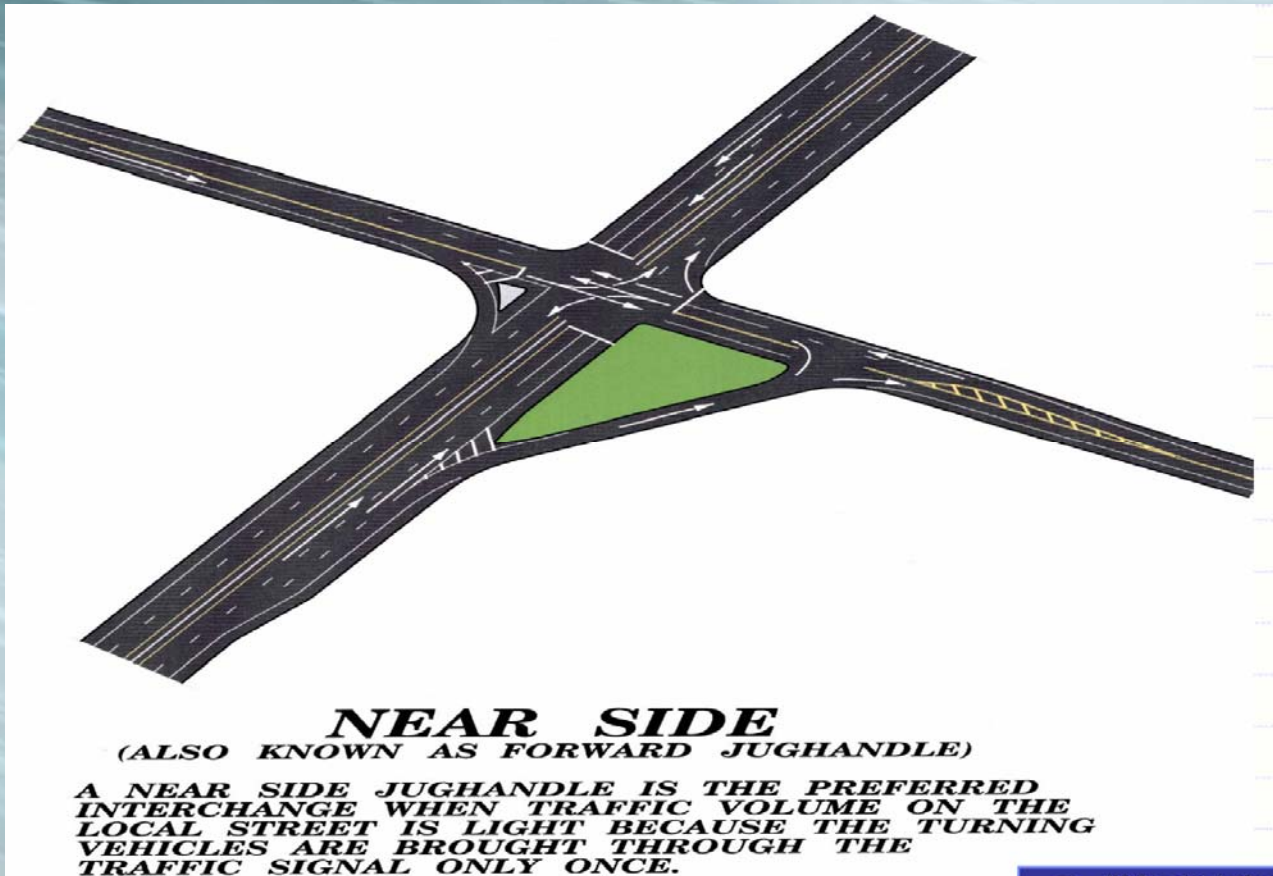 NEAR SIDE
(ALSO KNOWN AS FORWARD JUGHANDLE)
A NEAR SIDE JUGHANDLE IS THE PREFERRED
INTERCHANGE WHEN TRAFFIC VOLUME ON THE
LOCAL STREET IS LIGHT BECAUSE THE TURNING
VEHICLES ARE BROUGHT THROUGH THE
TRAFFIC SIGNAL ONLY ONCE.